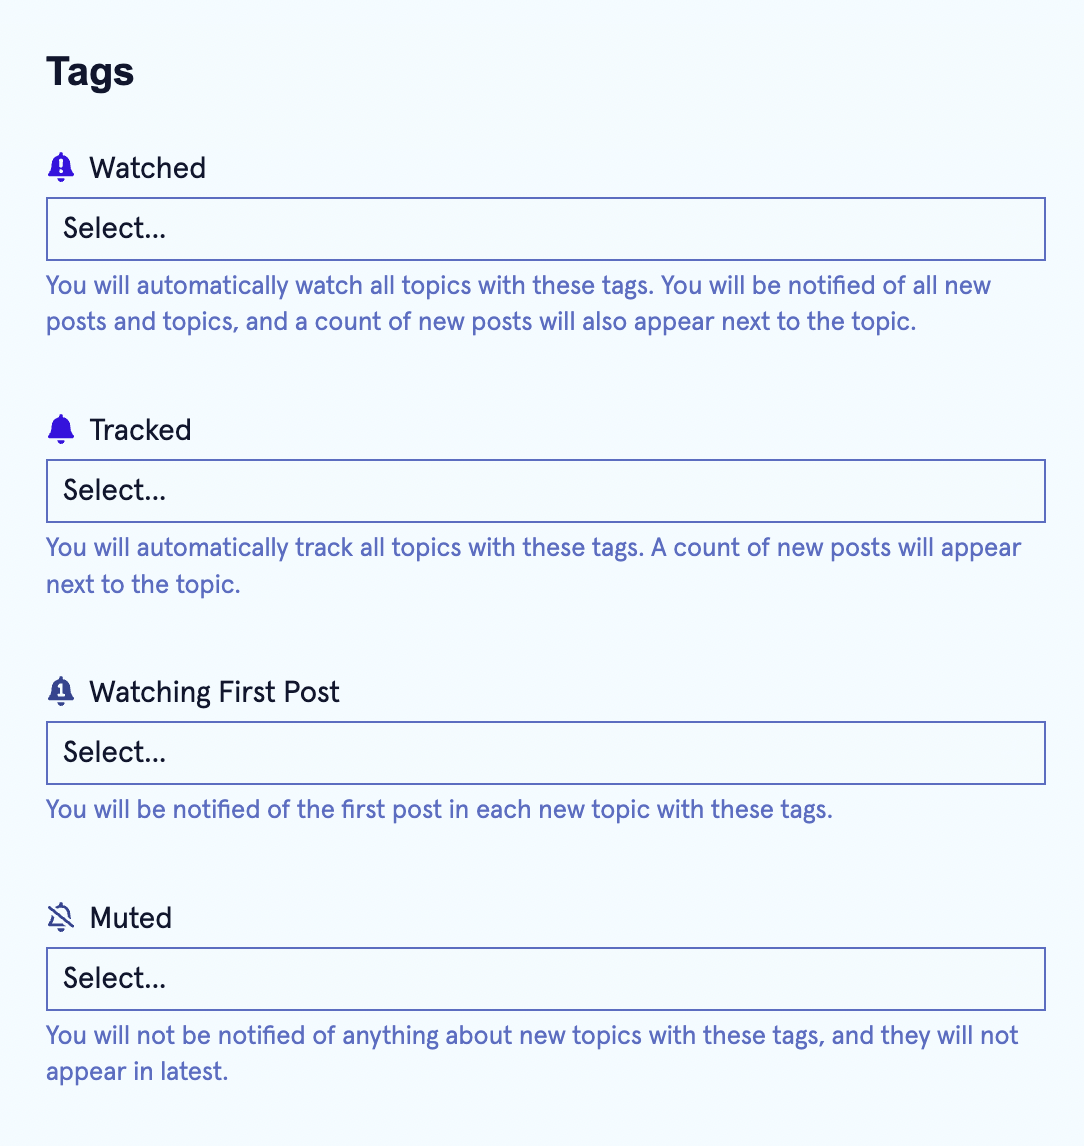 Tags
Watched
Select...
You will automatically watch all topics with these tags. You will be notified of all new
posts and topics, and a count of new posts will also appear next to the topic.
Tracked
Select...
You will automatically track all topics with these tags. A count of new posts will appear
next to the topic.
Watching First Post
Select...
You will be notified of the first post in each new topic with these tags.
Muted
Select...
You will not be notified of anything about new topics with these tags, and they will not
appear in latest.